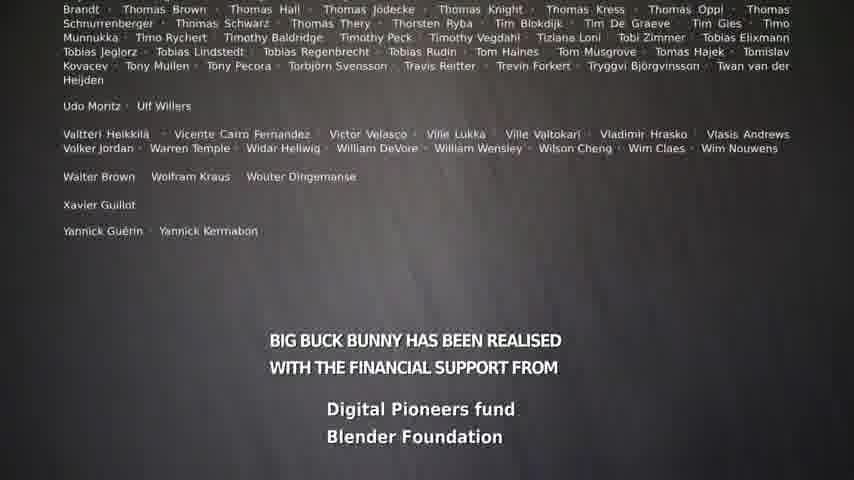 Brandt · Thomas Brown · Thomas Hall · Thomas Jödecke · Thomas Knight · Thomas Kress · Thomas Oppl · Thomas
Schnurrenberger · Thomas Schwarz · Thomas Thery · Thorsten Ryba · Tim Blokdijk · Tim De Graeve · Tim Gies · Timo
Munnukka · Timo Rychert · Timothy Baldridge · Timothy Peck · Timothy Vegdahl · Tiziana Loni · Tobi Zimmer · Tobias Elixmann
Tobias Jeglorz · Tobias Lindstedt · Tobias Regenbrecht · Tobias Rudin · Tom Haines · Tom Musgrove · Tomas Hajek · Tomislav
Kovacev · Tony Mullen · Tony Pecora · Torbjörn Svensson · Travis Reitter · Trevin Forkert · Tryggvi Björgvinsson · Twan van der
Heijden
Udo Moritz · Ulf Willers
Valtteri Heikkilä · Vicente Carro Fernandez · Victor Velasco · Ville Lukka · Ville Valtokari · Vladimir Hrasko · Vlasis Andrews
Volker Jordan · Warren Temple · Widar Hellwig · William DeVore · William Wensley · Wilson Cheng · Wim Claes · Wim Nouwens
Walter Brown · Wolfram Kraus · Wouter Dingemanse
Xavier Guillot
Yannick Guérin · Yannick Kermabon
BIG BUCK BUNNY HAS BEEN REALISED
WITH THE FINANCIAL SUPPORT FROM
Digital Pioneers fund
Blender Foundation